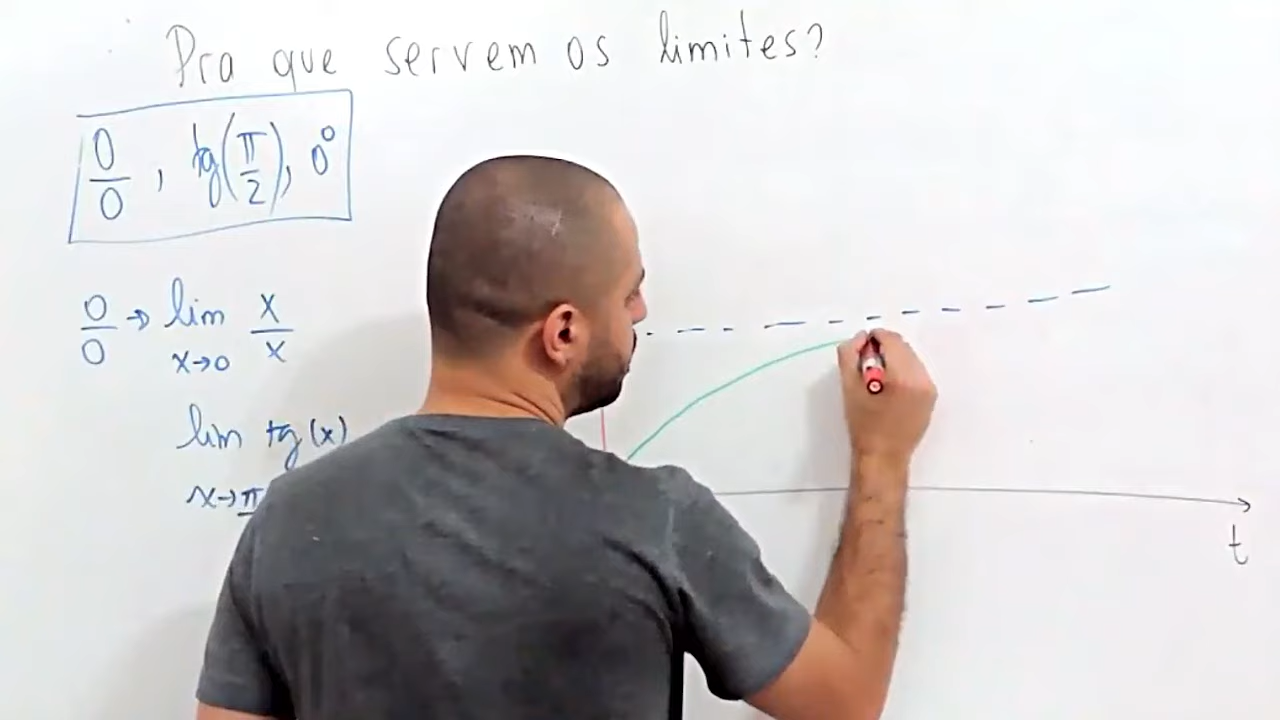 Pra que servem os limites?
0/0 , tg(π/2), 0⁰
0/0 → lim x→0 x/x
lim tg(x)
x→π
t